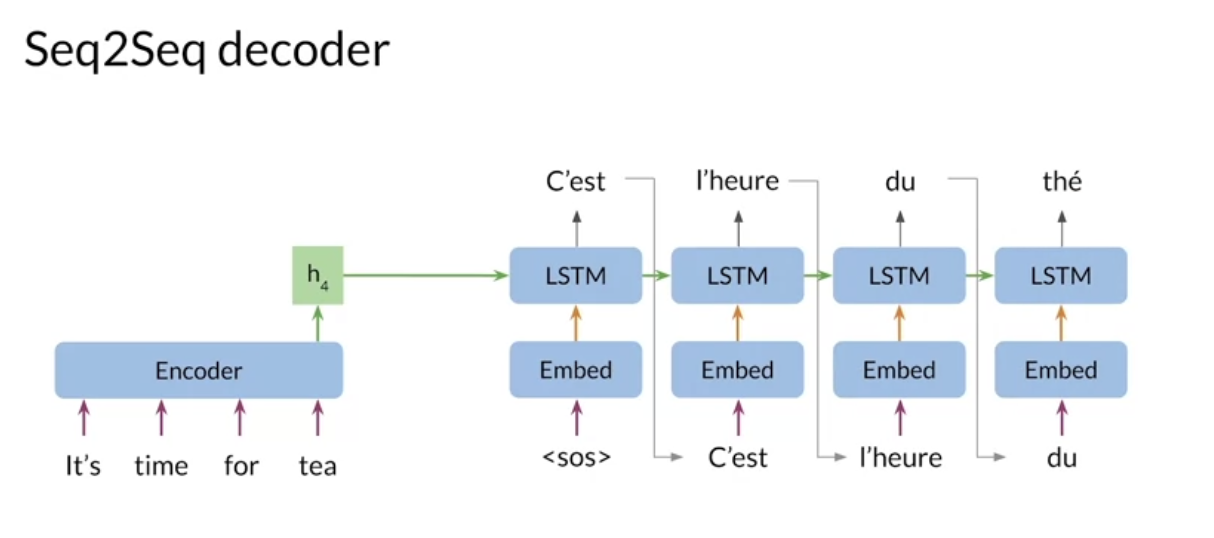 Seq2Seq decoder
C'est l'heure du thé
h4 LSTM LSTM LSTM LSTM
Encoder Embed Embed Embed Embed
It's time for tea <sos> C'est l'heure du